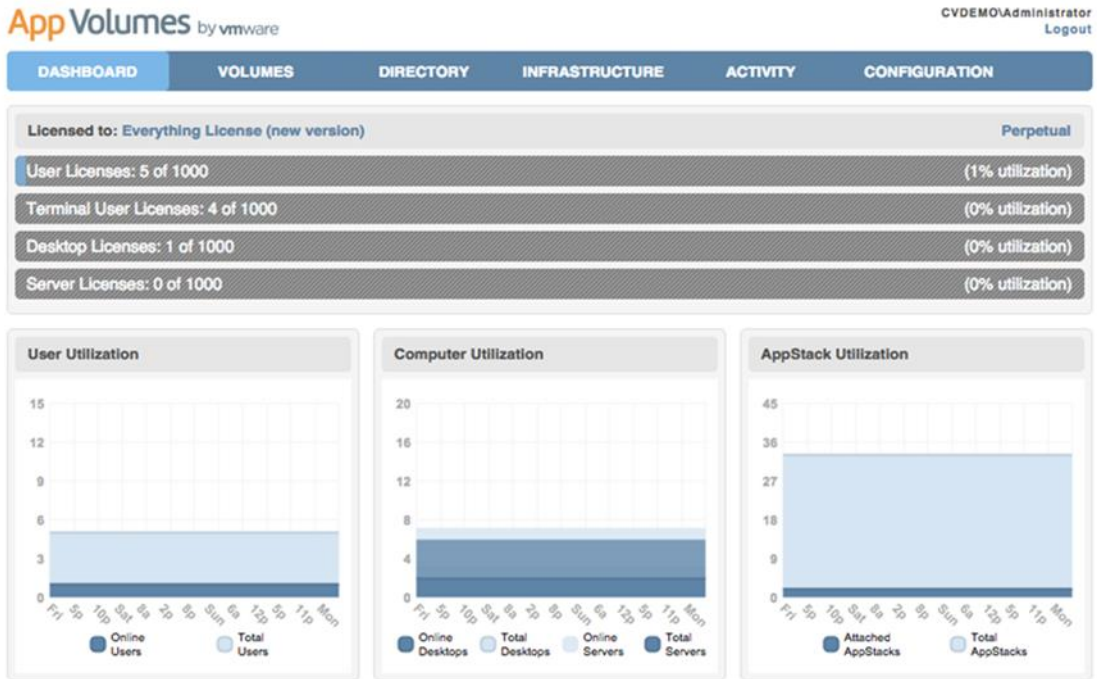 App Volumes by vmware
CVDEMO\Administrator
Logout
DASHBOARD VOLUMES DIRECTORY INFRASTRUCTURE ACTIVITY CONFIGURATION
Licensed to: Everything License (new version) Perpetual
User Licenses: 5 of 1000 (1% utilization)
Terminal User Licenses: 4 of 1000 (0% utilization)
Desktop Licenses: 1 of 1000 (0% utilization)
Server Licenses: 0 of 1000 (0% utilization)
User Utilization
15
12
9
6
3
0
Fri 5p 10p Sat 8a 2p 8p Sun 6a 12p 5p 11p Mon
Online Users
Total Users
Computer Utilization
20
16
12
8
4
0
Fri 5p 10p Sat 8a 2p 8p Sun 6a 12p 5p 11p Mon
Online Desktops
Total Desktops
Online Servers
Total Servers
AppStack Utilization
45
36
27
18
9
0
Fri 5p 10p Sat 8a 2p 8p Sun 6a 12p 5p 11p Mon
Attached AppStacks
Total AppStacks